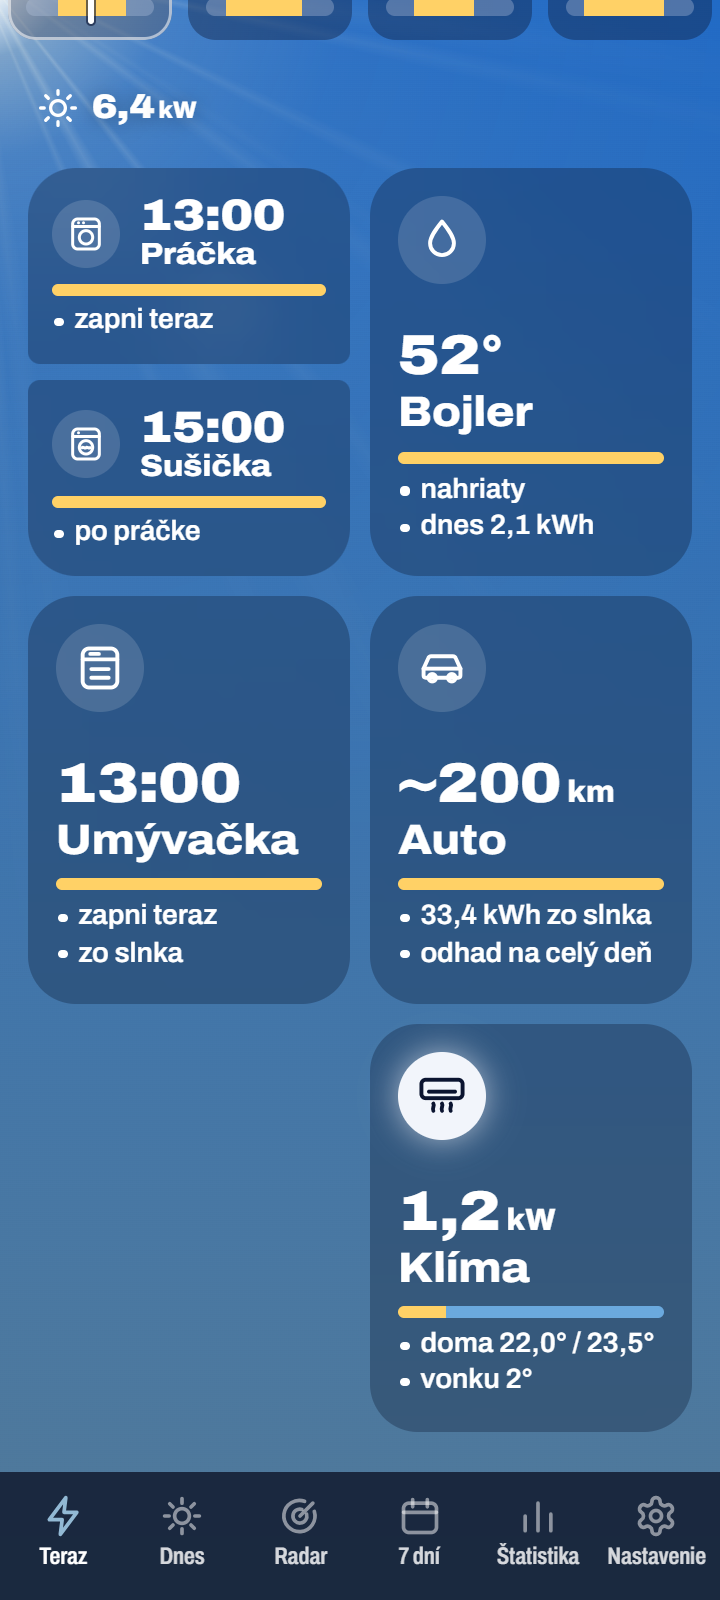 6,4 kW
13:00
Práčka
zapni teraz
15:00
Sušička
po práčke
52°
Bojler
nahriaty
dnes 2,1 kWh
13:00
Umývačka
zapni teraz
zo slnka
~200 km
Auto
33,4 kWh zo slnka
odhad na celý deň
1,2 kW
Klíma
doma 22,0° / 23,5°
vonku 2°
Teraz
Dnes
Radar
7 dní
Štatistika
Nastavenie